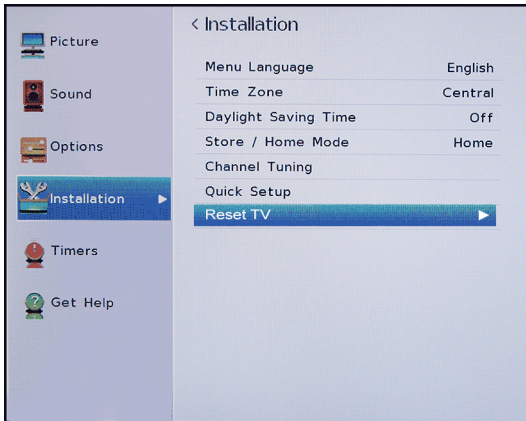 Picture
Sound
Options
Installation
Timers
Get Help
< Installation
Menu Language English
Time Zone Central
Daylight Saving Time Off
Store / Home Mode Home
Channel Tuning
Quick Setup
Reset TV